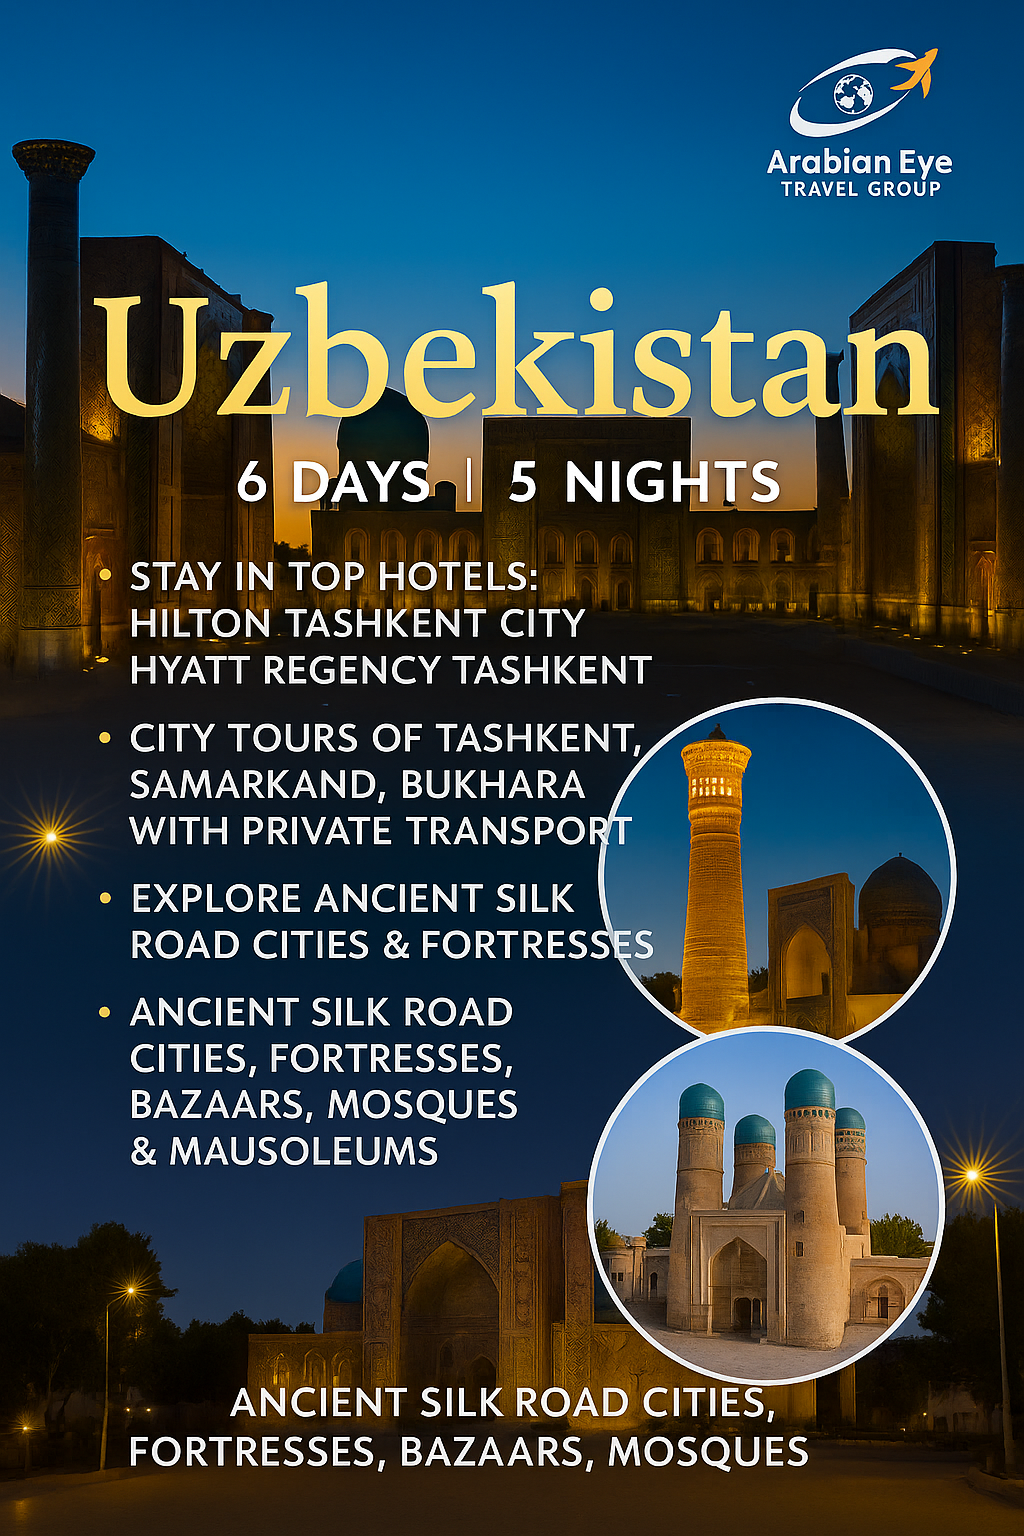 Arabian Eye
TRAVEL GROUP
Uzbekistan
6 DAYS | 5 NIGHTS
• STAY IN TOP HOTELS:
HILTON TASHKENT CITY
HYATT REGENCY TASHKENT
• CITY TOURS OF TASHKENT,
SAMARKAND, BUKHARA
WITH PRIVATE TRANSPORT
• EXPLORE ANCIENT SILK
ROAD CITIES & FORTRESSES
• ANCIENT SILK ROAD
CITIES, FORTRESSES,
BAZAARS, MOSQUES
& MAUSOLEUMS
ANCIENT SILK ROAD CITIES,
FORTRESSES, BAZAARS, MOSQUES